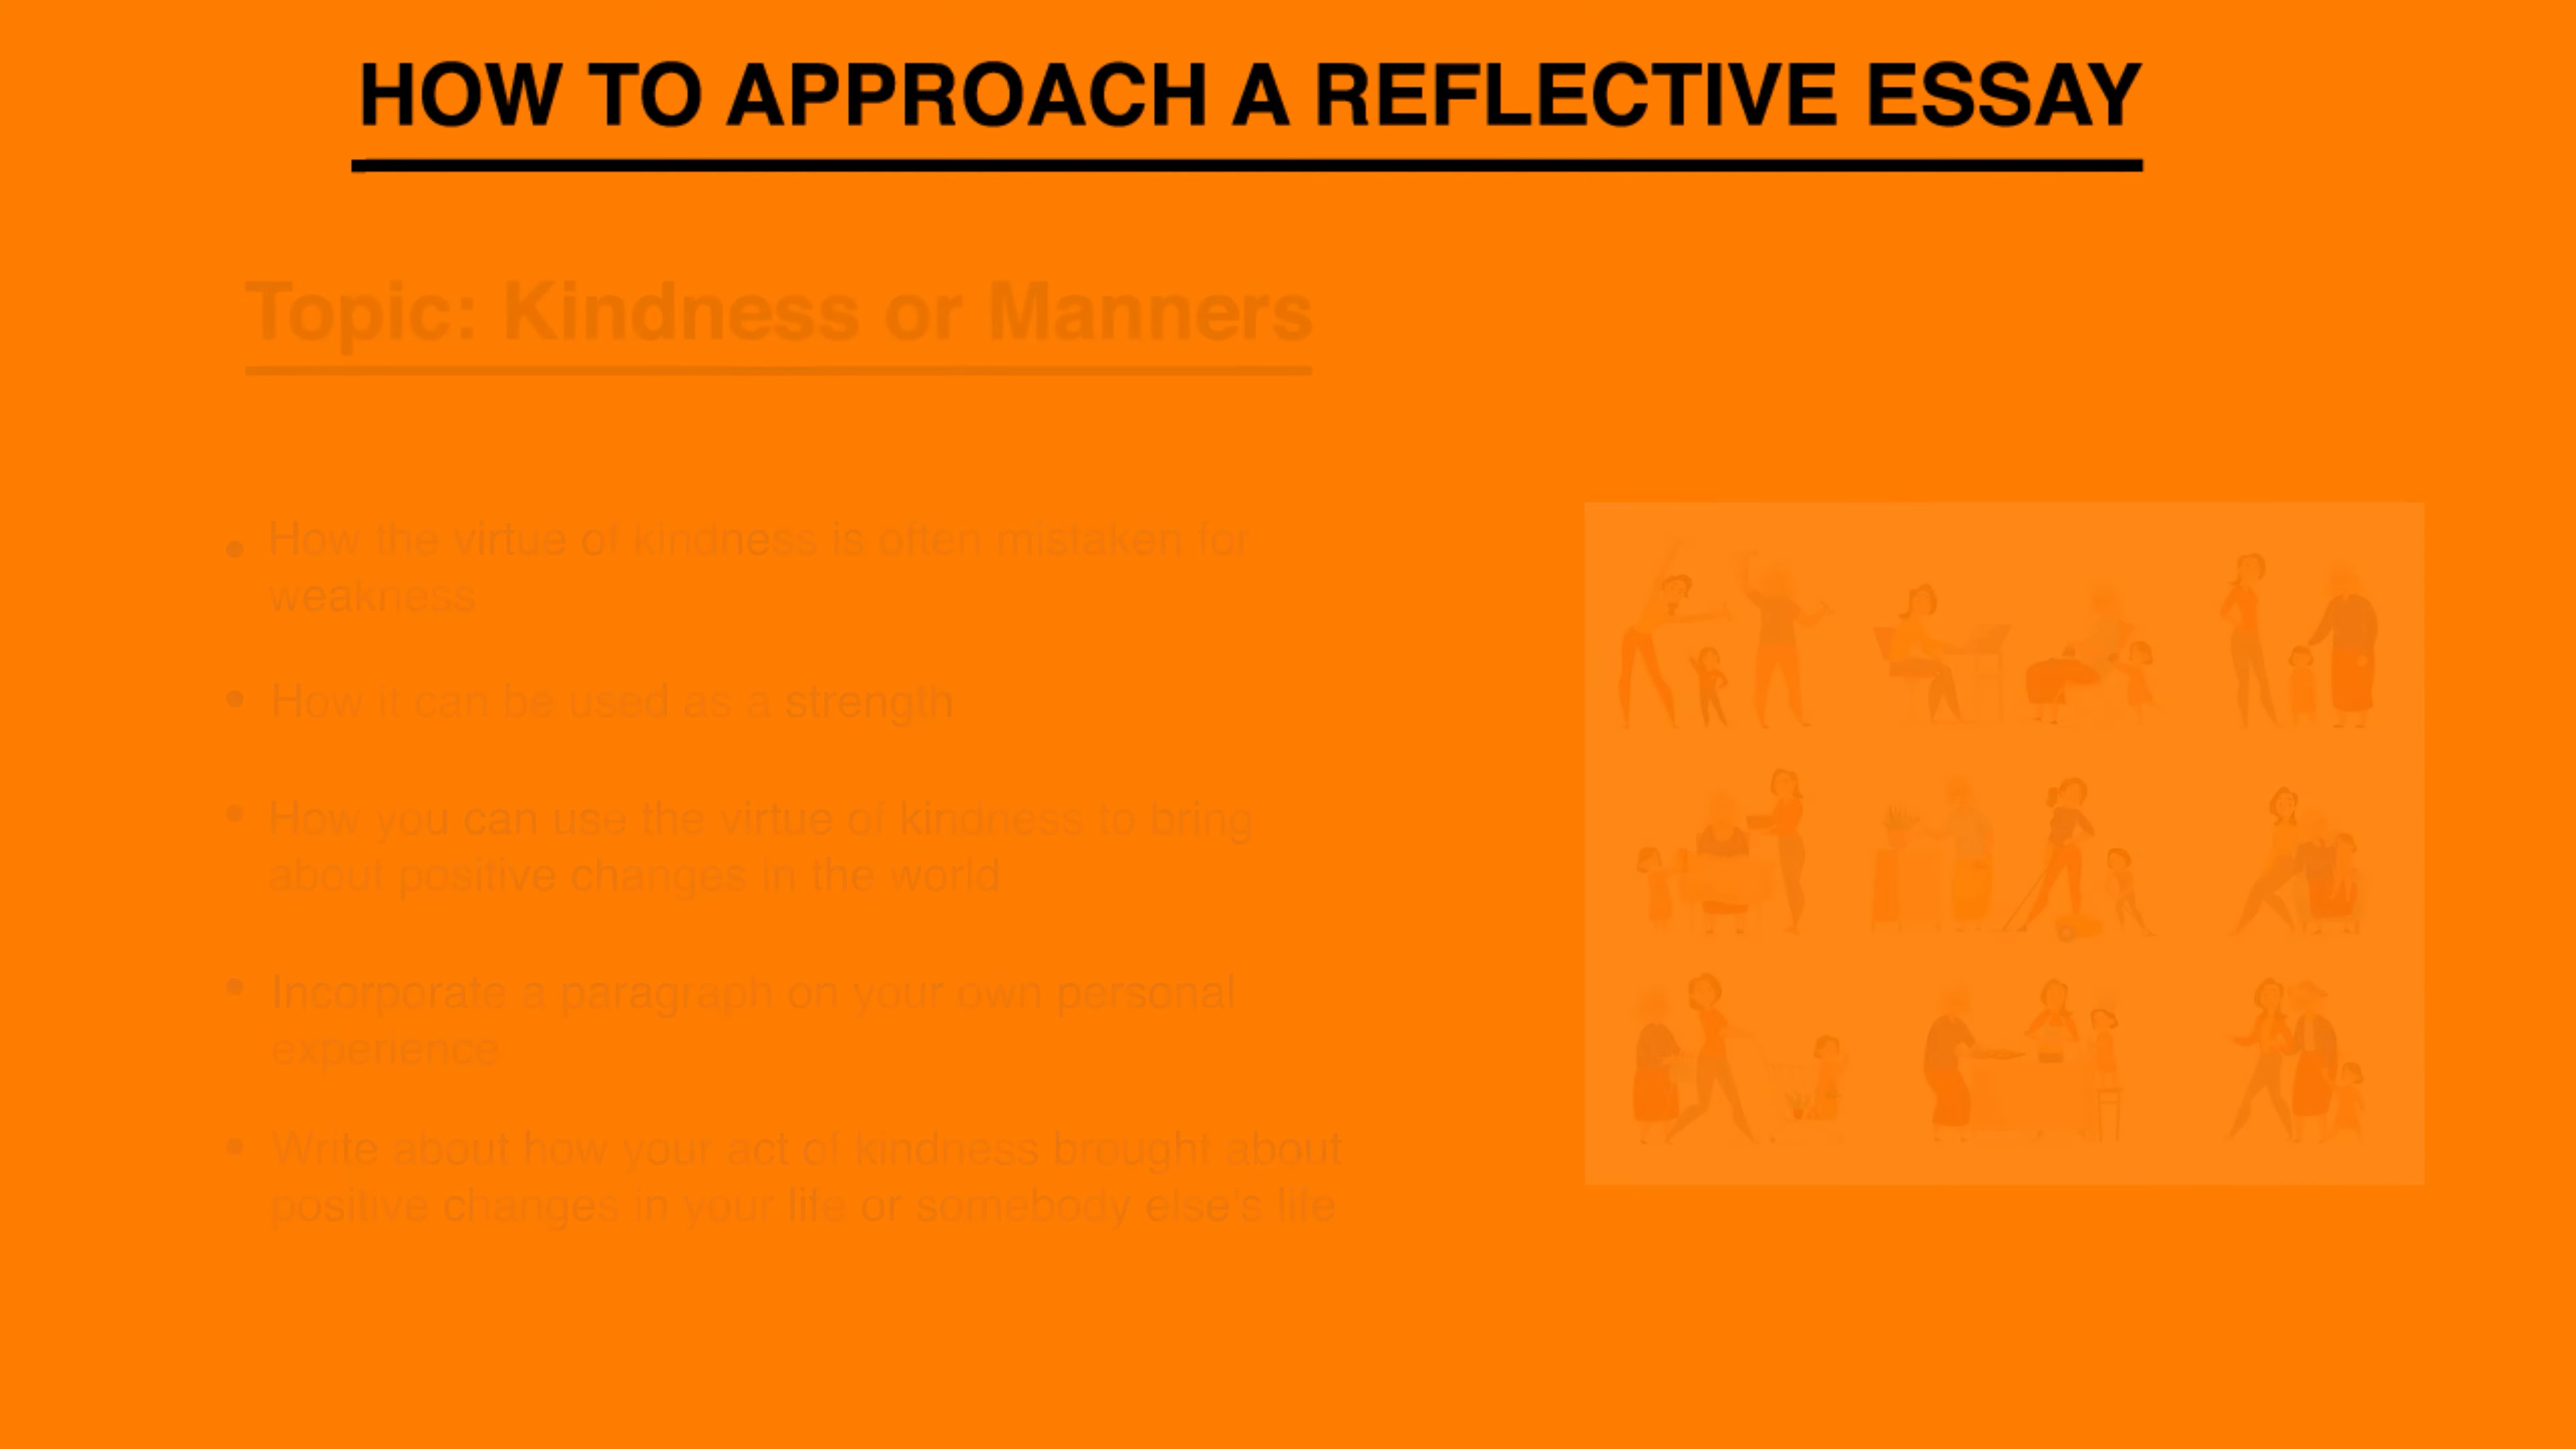 HOW TO APPROACH A REFLECTIVE ESSAY
Topic: Kindness or Manners
• How the virtue of kindness is often mistaken for
weakness
• How it can be used as a strength
• How you can use the virtue of kindness to bring
about positive changes in the world
• Incorporate a paragraph on your own personal
experience
• Write about how your act of kindness brought about
positive changes in your life or somebody else's life